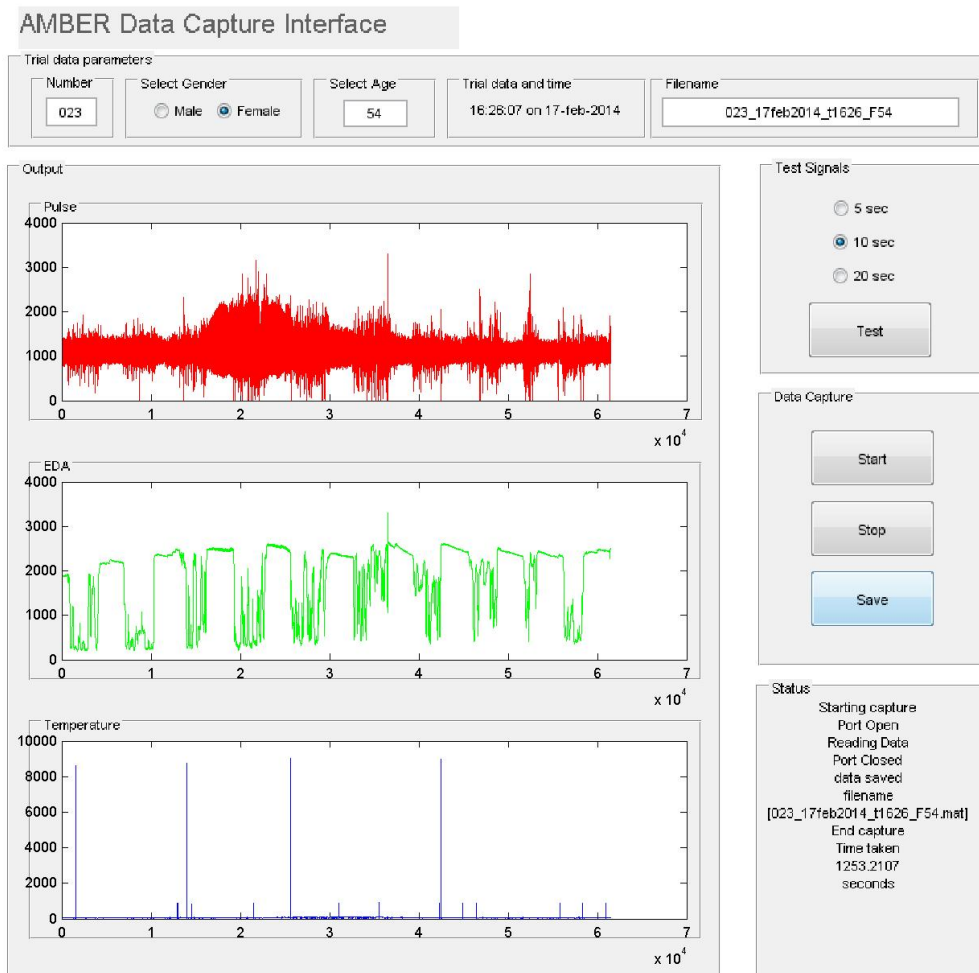 AMBER Data Capture Interface
Trial data parameters
Number
023
Select Gender
Male Female
Select Age
54
Trial data and time
16:26:07 on 17-feb-2014
Filename
023_17feb2014_t1626_F54
Output
Pulse
4000
3000
2000
1000
0
0 1 2 3 4 5 6 7
x 10^4
EDA
4000
3000
2000
1000
0
0 1 2 3 4 5 6 7
x 10^4
Temperature
10000
8000
6000
4000
2000
0
0 1 2 3 4 5 6 7
x 10^4
Test Signals
5 sec
10 sec
20 sec
Test
Data Capture
Start
Stop
Save
Status
Starting capture
Port Open
Reading Data
Port Closed
data saved
filename
[023_17feb2014_t1626_F54.mat]
End capture
Time taken
1253.2107
seconds